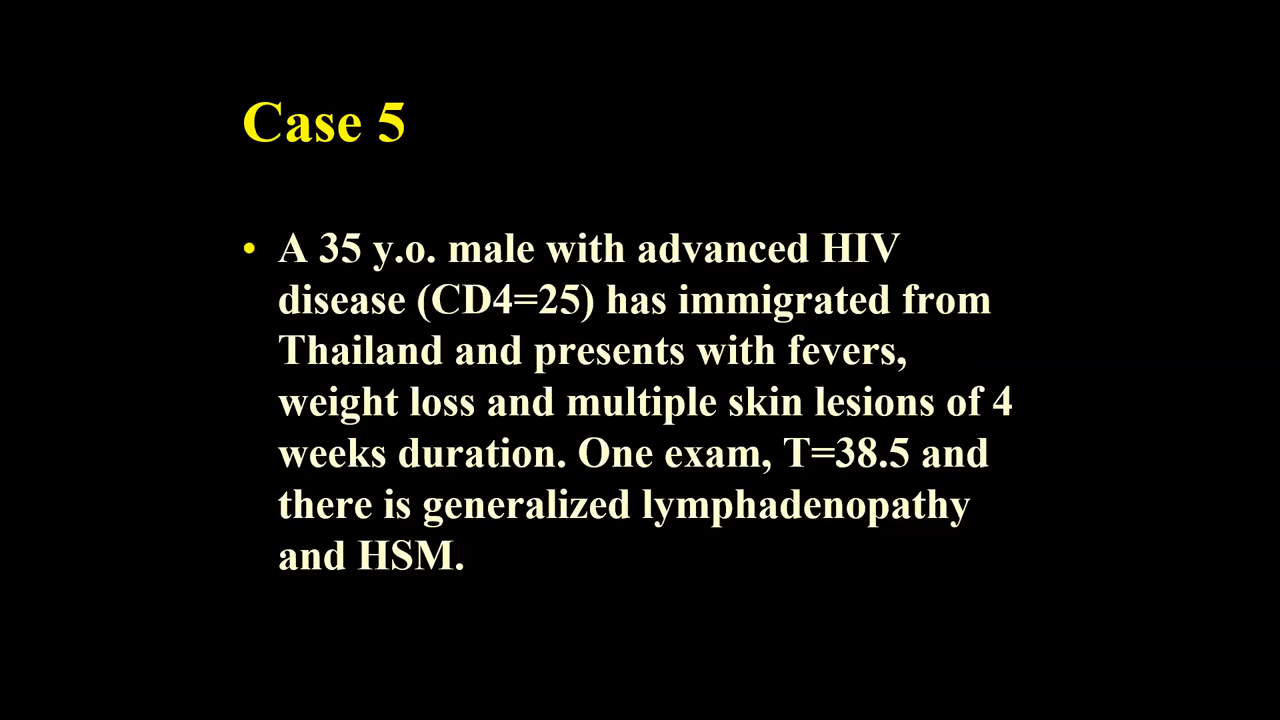 Case 5
• A 35 y.o. male with advanced HIV
disease (CD4=25) has immigrated from
Thailand and presents with fevers,
weight loss and multiple skin lesions of 4
weeks duration. One exam, T=38.5 and
there is generalized lymphadenopathy
and HSM.